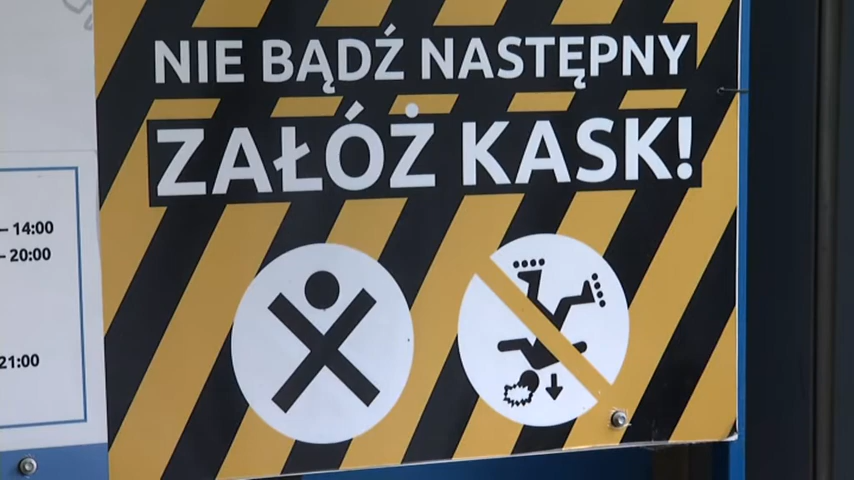 NIE BĄDŹ NASTĘPNY
ZAŁÓŻ KASK!
– 14:00
– 20:00
21:00